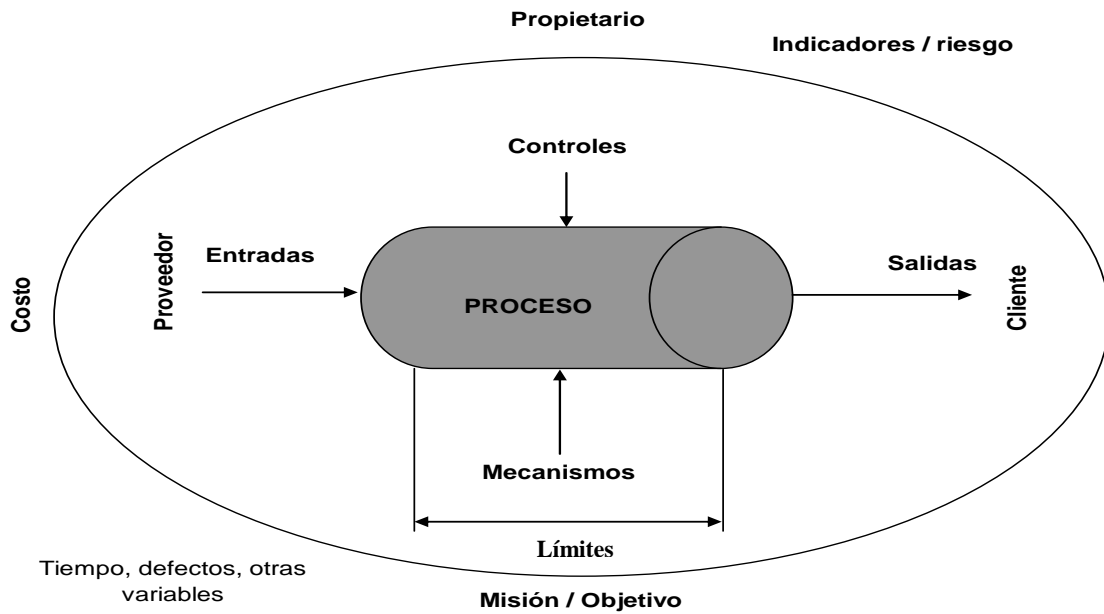 Propietario
Indicadores / riesgo
Controles
Proveedor
Entradas
Salidas
Costo
PROCESO
Cliente
Mecanismos
Límites
Tiempo, defectos, otras
variables
Misión / Objetivo